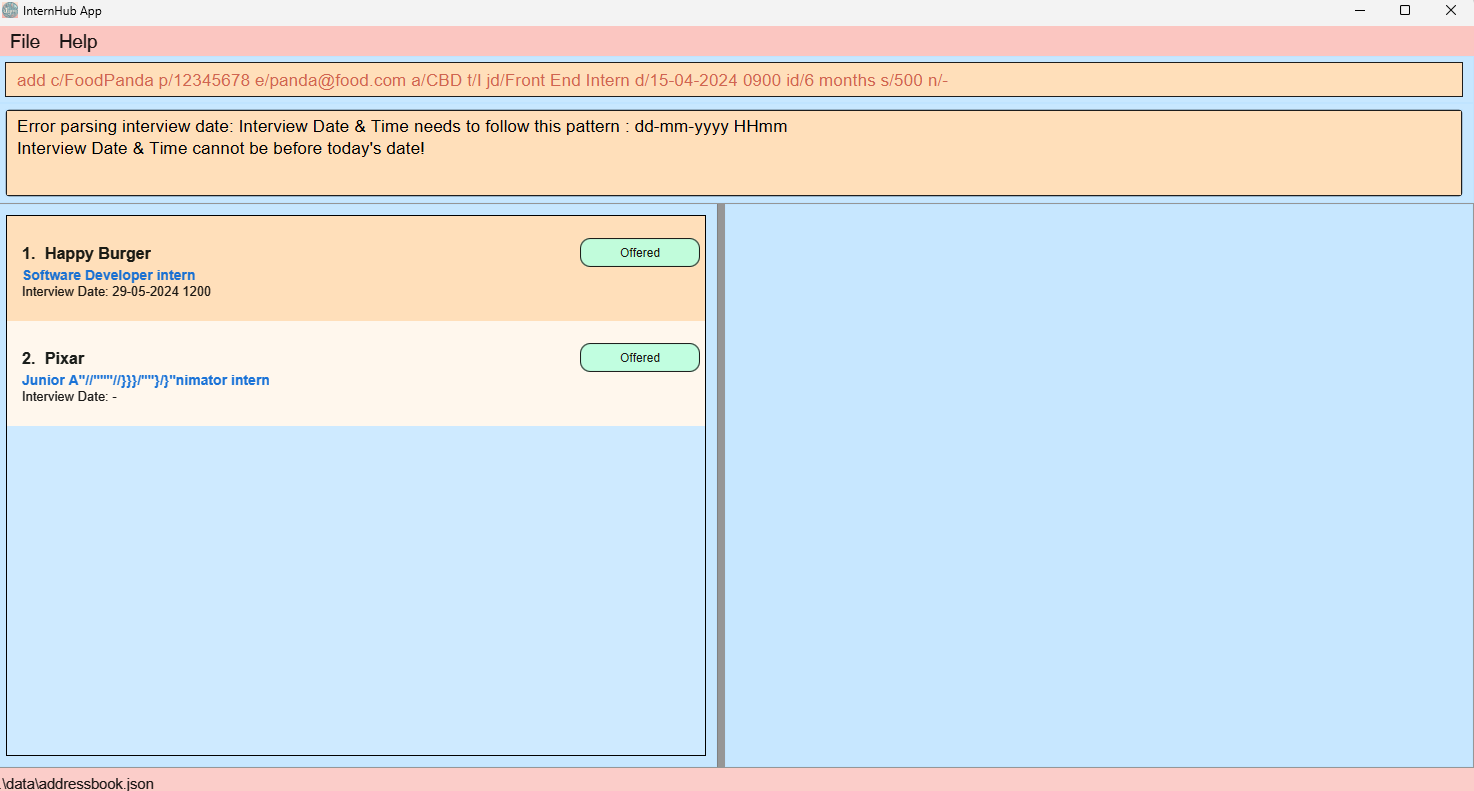 InternHub App
File Help
add c/FoodPanda p/12345678 e/panda@food.com a/CBD t/I jd/Front End Intern d/15-04-2024 0900 id/6 months s/500 n/-
Error parsing interview date: Interview Date & Time needs to follow this pattern : dd-mm-yyyy HHmm
Interview Date & Time cannot be before today's date!
1. Happy Burger
Offered
Software Developer intern
Interview Date: 29-05-2024 1200
2. Pixar
Offered
Junior A"//""""//}}}/""}/}"nimator intern
Interview Date: -
.\data\addressbook.json